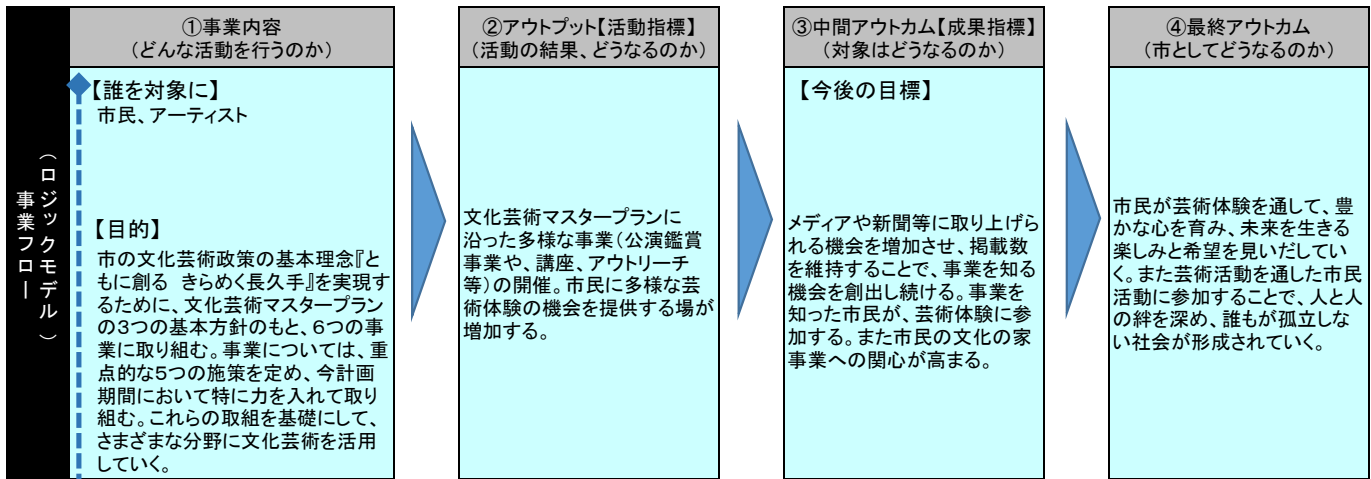 事業フロー
（ロジックモデル）
①事業内容
（どんな活動を行うのか）
【誰を対象に】
市民、アーティスト
【目的】
市の文化芸術政策の基本理念『と
もに創る　きらめく長久手』を実現す
るために、文化芸術マスタープラン
の３つの基本方針のもと、６つの事
業に取り組む。事業については、重
点的な５つの施策を定め、今計画
期間において特に力を入れて取り
組む。これらの取組を基礎にして、
さまざまな分野に文化芸術を活用
していく。
②アウトプット【活動指標】
（活動の結果、どうなるのか）
文化芸術マスタープランに
沿った多様な事業（公演鑑賞
事業や、講座、アウトリーチ
等）の開催。市民に多様な芸
術体験の機会を提供する場が
増加する。
③中間アウトカム【成果指標】
（対象はどうなるのか）
【今後の目標】
メディアや新聞等に取り上げら
れる機会を増加させ、掲載数
を維持することで、事業を知る
機会を創出し続ける。事業を
知った市民が、芸術体験に参
加する。また市民の文化の家
事業への関心が高まる。
④最終アウトカム
（市としてどうなるのか）
市民が芸術体験を通して、豊
かな心を育み、未来を生きる
楽しみと希望を見いだしてい
く。また芸術活動を通した市民
活動に参加することで、人と人
の絆を深め、誰もが孤立しな
い社会が形成されていく。